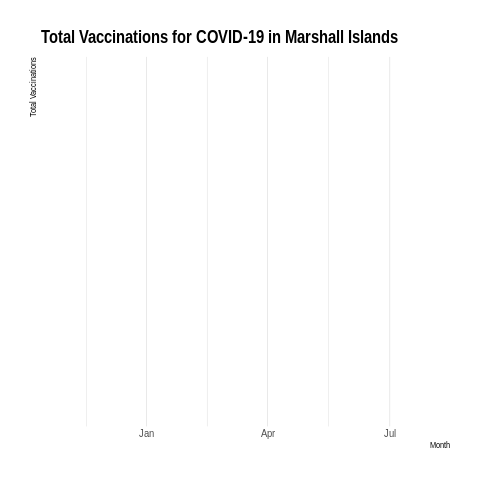 Total Vaccinations for COVID-19 in Marshall Islands
Total Vaccinations
Jan Apr Jul
Month